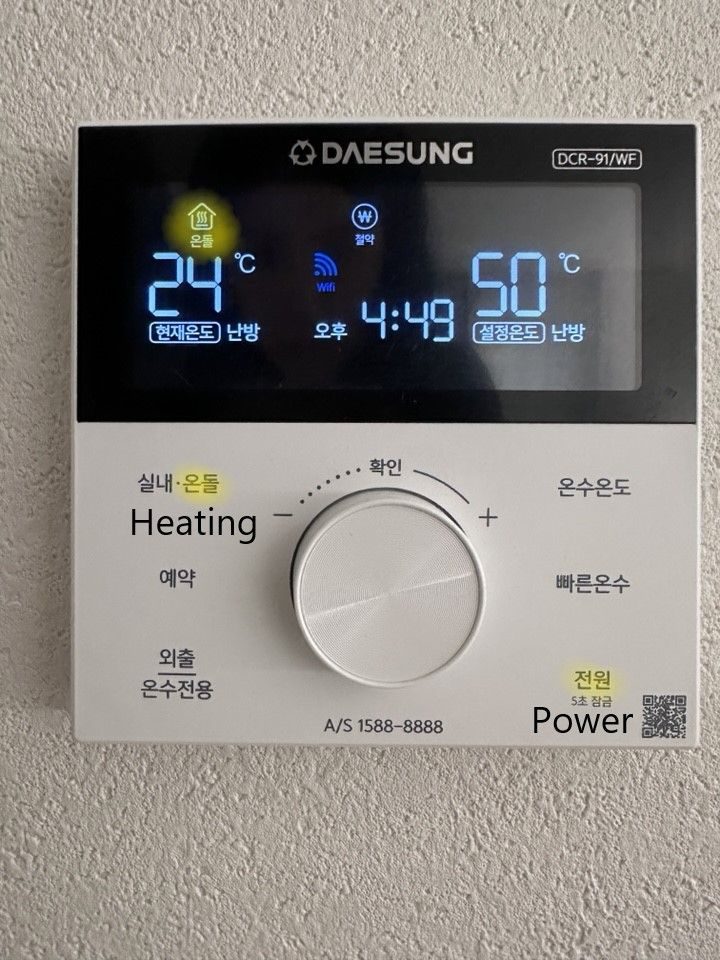 DAESUNG
DCR-91/WF
온돌
절약
24 ℃
Wifi
50 ℃
현재온도 난방
오후 4:49
설정온도 난방
확인
실내·온돌
온수온도
Heating
− +
예약
빠른온수
외출
온수전용
전원
5초 잠금
Power
A/S 1588-8888